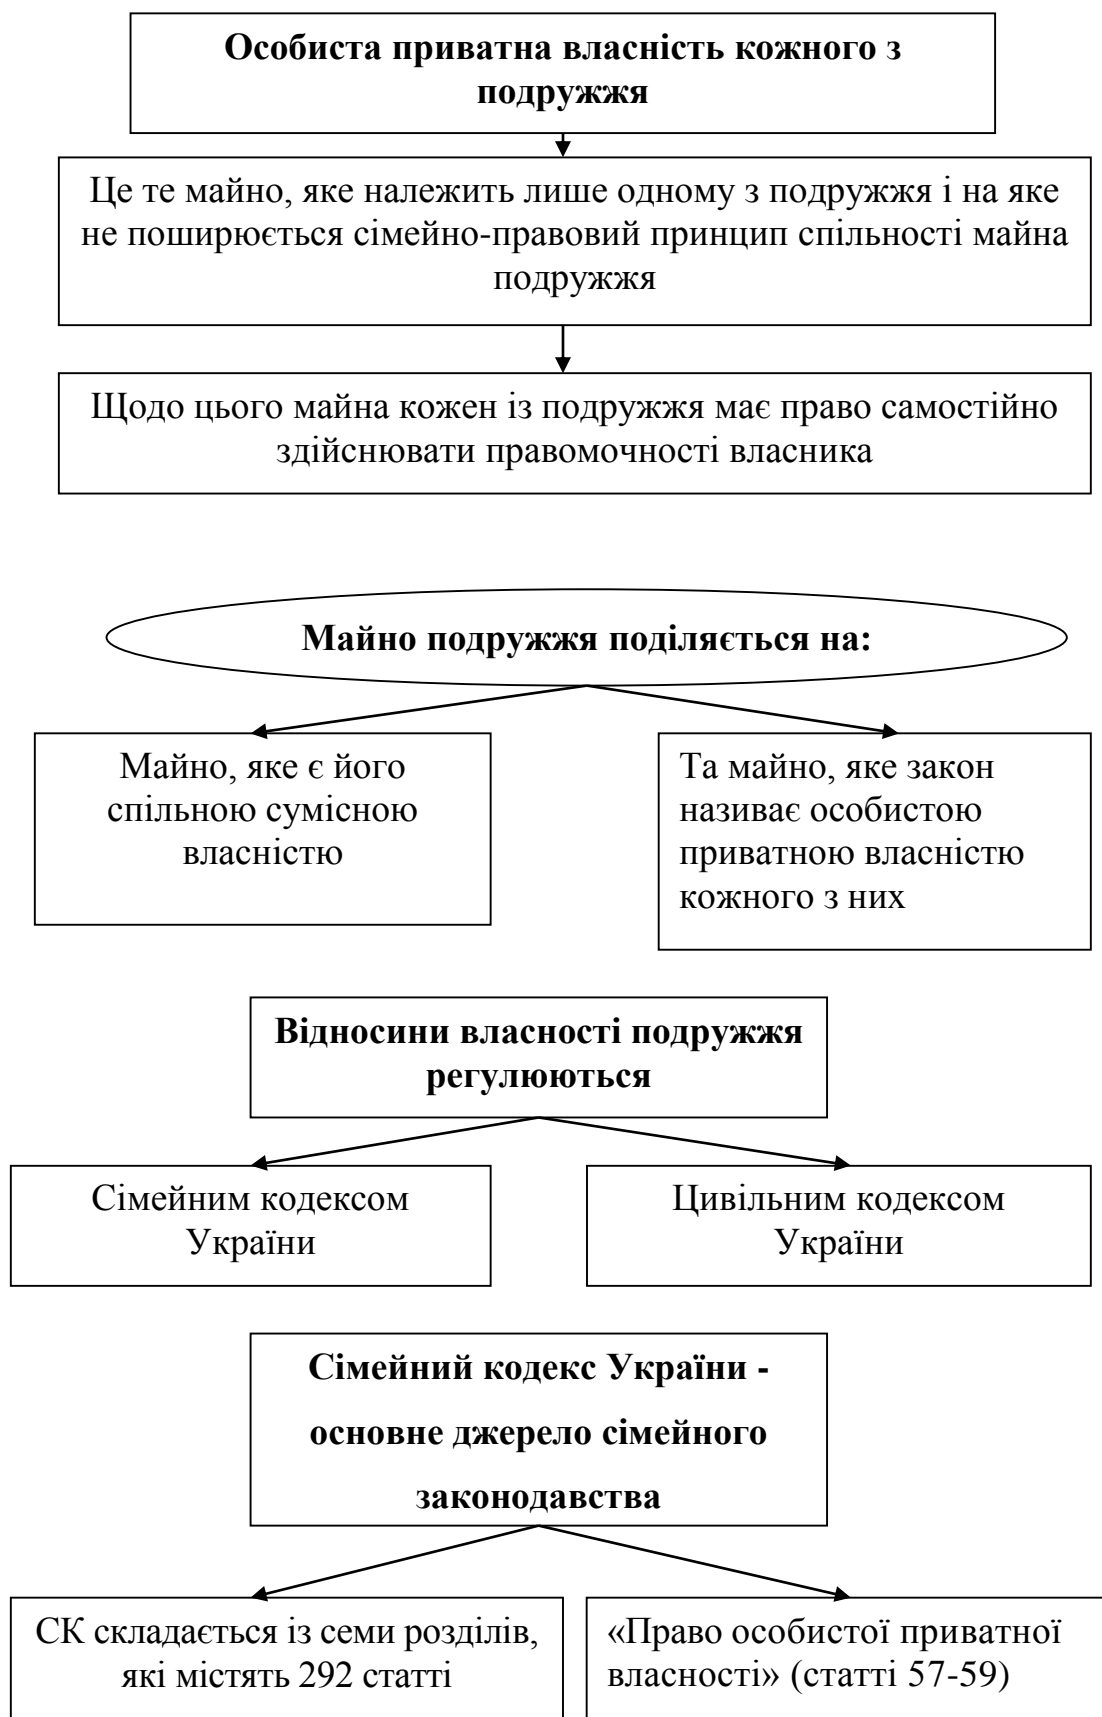 Особиста приватна власність кожного з
подружжя
Це те майно, яке належить лише одному з подружжя і на яке
не поширюється сімейно-правовий принцип спільності майна
подружжя
Щодо цього майна кожен із подружжя має право самостійно
здійснювати правомочності власника
Майно подружжя поділяється на:
Майно, яке є його
спільною сумісною
власністю
Та майно, яке закон
називає особистою
приватною власністю
кожного з них
Відносини власності подружжя
регулюються
Сімейним кодексом
України
Цивільним кодексом
України
Сімейний кодекс України -
основне джерело сімейного
законодавства
СК складається із семи розділів,
які містять 292 статті
«Право особистої приватної
власності» (статті 57-59)